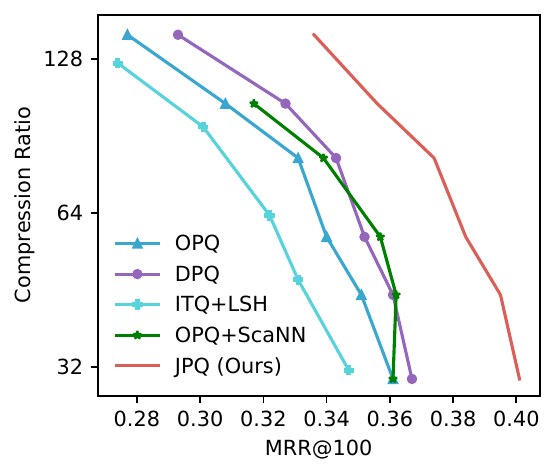 128
64
32
Compression Ratio
OPQ
DPQ
ITQ+LSH
OPQ+ScaNN
JPQ (Ours)
0.28 0.30 0.32 0.34 0.36 0.38 0.40
MRR@100